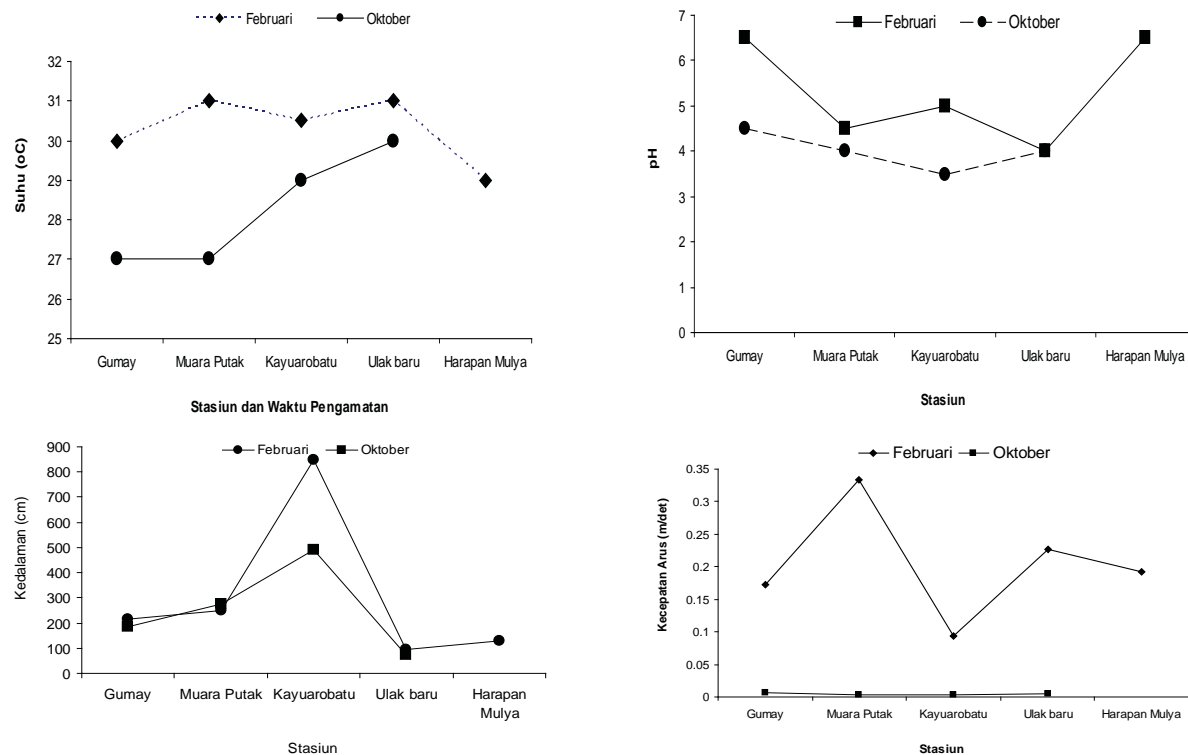 Februari Oktober
32
31
30
29
28
27
26
25
Suhu (oC)
Gumay Muara Putak Kayuarobatu Ulak baru Harapan Mulya
Stasiun dan Waktu Pengamatan
Februari Oktober
7
6
5
4
3
2
1
0
pH
Gumay Muara Putak Kayuarobatu Ulak baru Harapan Mulya
Stasiun
Februari Oktober
900
800
700
600
500
400
300
200
100
0
Kedalaman (cm)
Gumay Muara Putak Kayuarobatu Ulak baru Harapan
Mulya
Stasiun
Februari Oktober
0.35
0.3
0.25
0.2
0.15
0.1
0.05
0
Kecepatan Arus (m/det)
Gumay Muara Putak Kayuarobatu Ulak baru Harapan Mulya
Stasiun